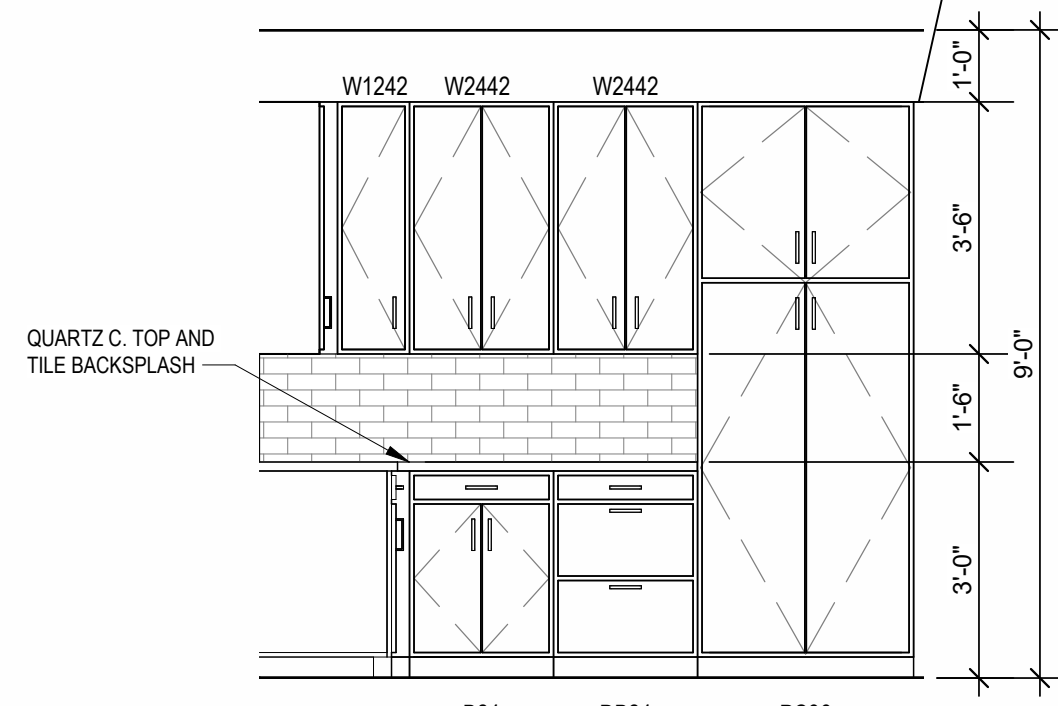 1'-0"
W1242 W2442 W2442
3'-6"
9'-0"
QUARTZ C. TOP AND
TILE BACKSPLASH
1'-6"
3'-0"